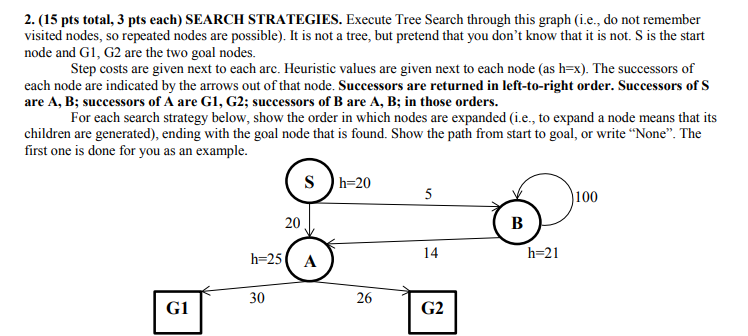 2. (15 pts total, 3 pts each) SEARCH STRATEGIES. Execute Tree Search through this graph (i.e., do not remember
visited nodes, so repeated nodes are possible). It is not a tree, but pretend that you don’t know that it is not. S is the start
node and G1, G2 are the two goal nodes.
Step costs are given next to each arc. Heuristic values are given next to each node (as h=x). The successors of
each node are indicated by the arrows out of that node. Successors are returned in left-to-right order. Successors of S
are A, B; successors of A are G1, G2; successors of B are A, B; in those orders.
For each search strategy below, show the order in which nodes are expanded (i.e., to expand a node means that its
children are generated), ending with the goal node that is found. Show the path from start to goal, or write “None”. The
first one is done for you as an example.
S h=20
5
100
20
B
h=25 A
14
h=21
30
26
G1
G2